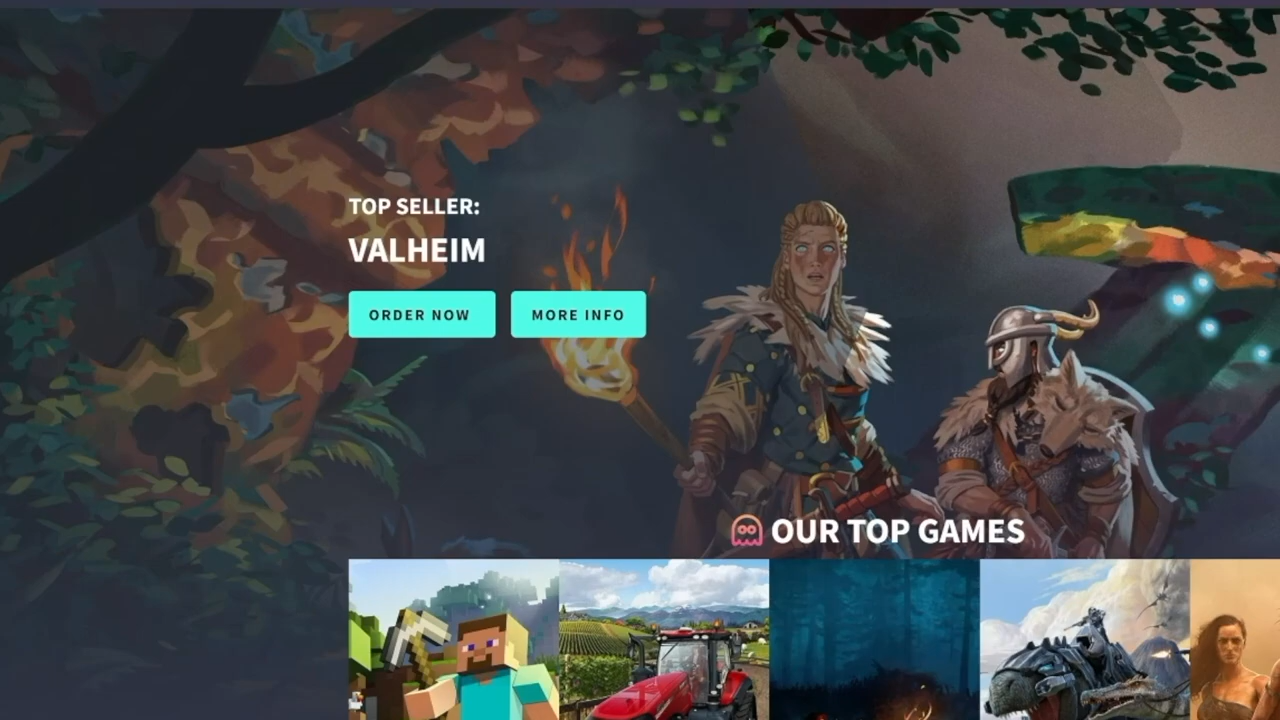 TOP SELLER:
VALHEIM
ORDER NOW
MORE INFO
OUR TOP GAMES